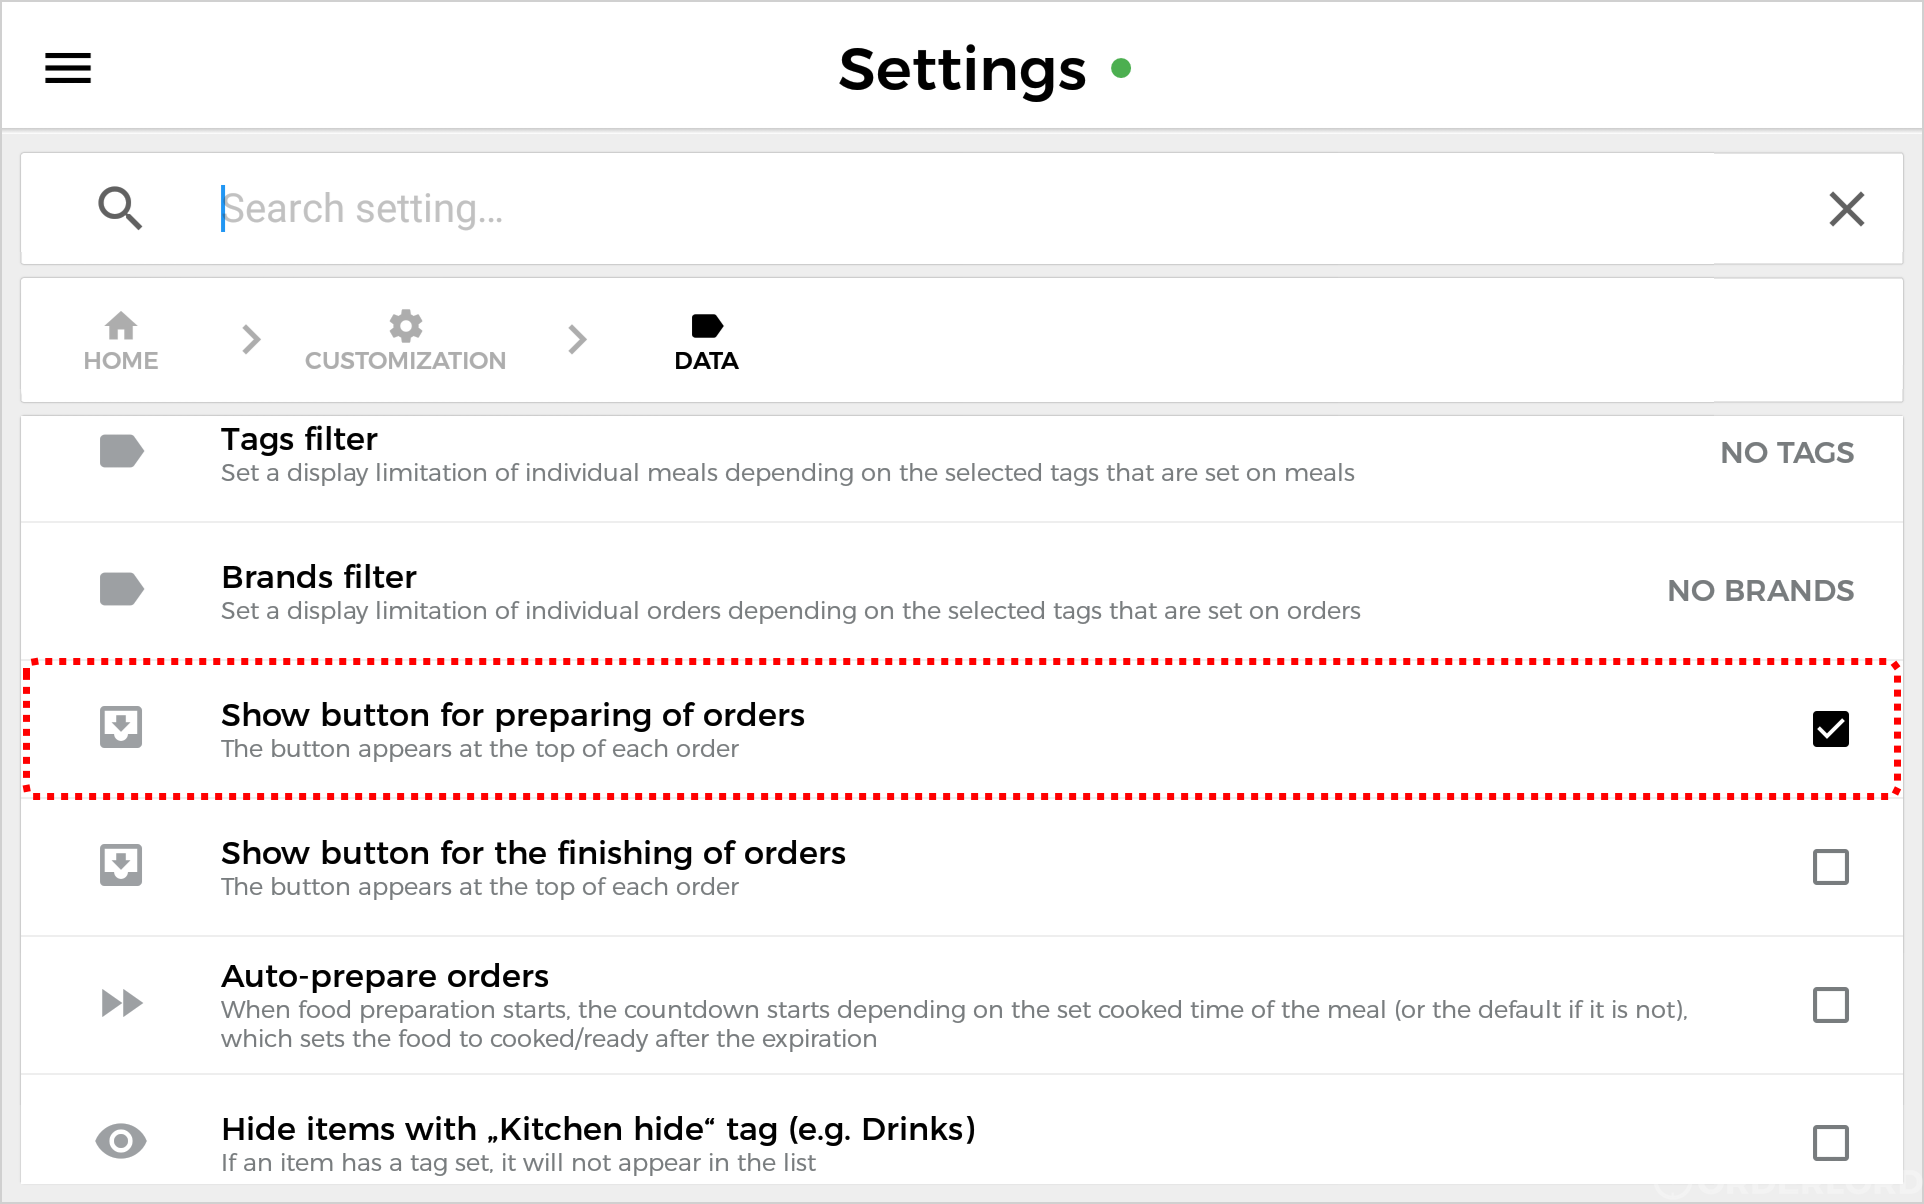 Settings
Search setting...
HOME
CUSTOMIZATION
DATA
Tags filter
Set a display limitation of individual meals depending on the selected tags that are set on meals
NO TAGS
Brands filter
Set a display limitation of individual orders depending on the selected tags that are set on orders
NO BRANDS
Show button for preparing of orders
The button appears at the top of each order
Show button for the finishing of orders
The button appears at the top of each order
Auto-prepare orders
When food preparation starts, the countdown starts depending on the set cooked time of the meal (or the default if it is not),
which sets the food to cooked/ready after the expiration
Hide items with „Kitchen hide“ tag (e.g. Drinks)
If an item has a tag set, it will not appear in the list